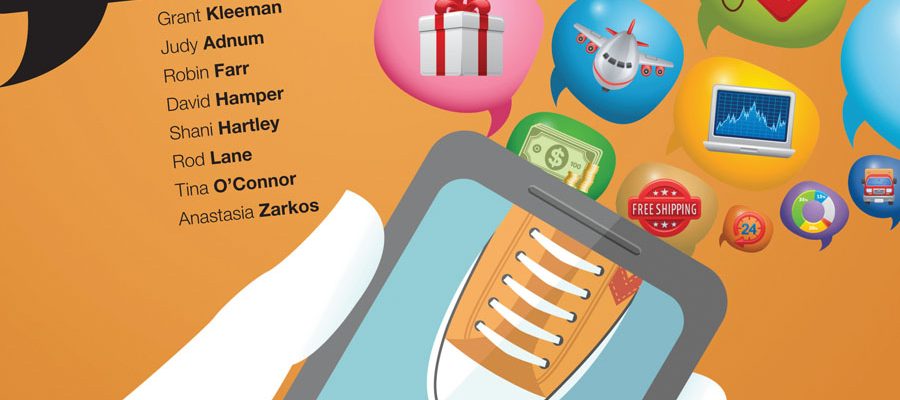 Grant Kleeman
Judy Adnum
Robin Farr
David Hamper
Shani Hartley
Rod Lane
Tina O’Connor
Anastasia Zarkos
$
100
FREE SHIPPING
24